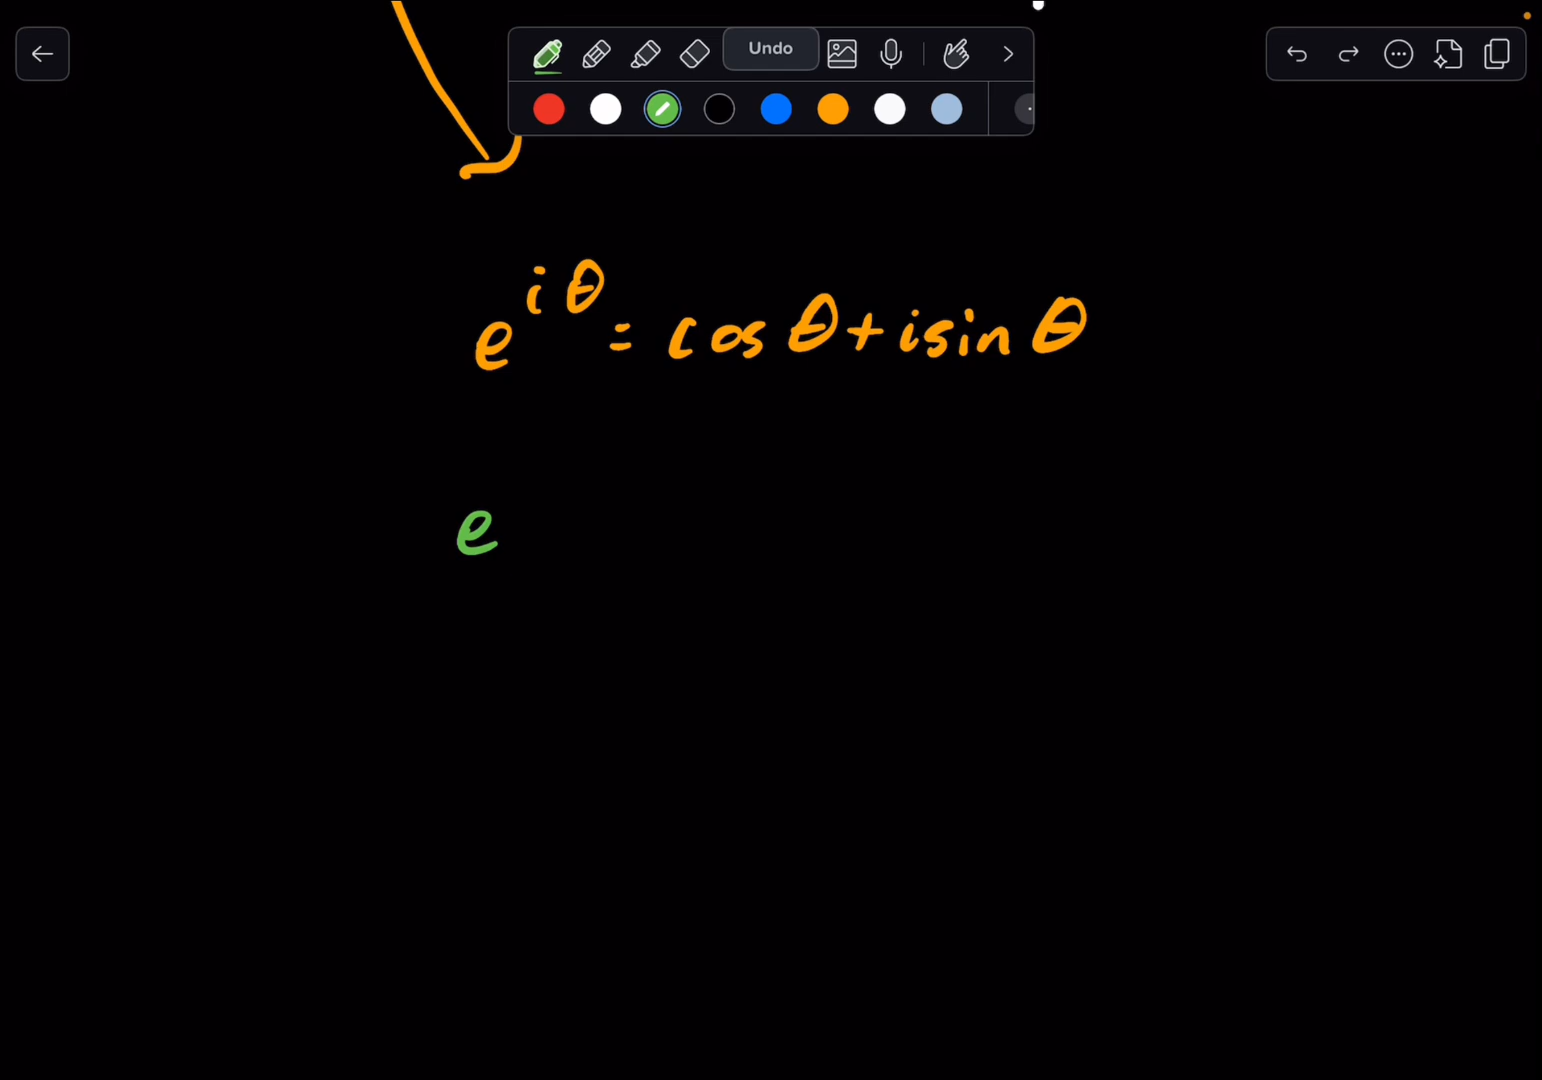 Undo
e^{iθ} = cos θ + i sin θ
e